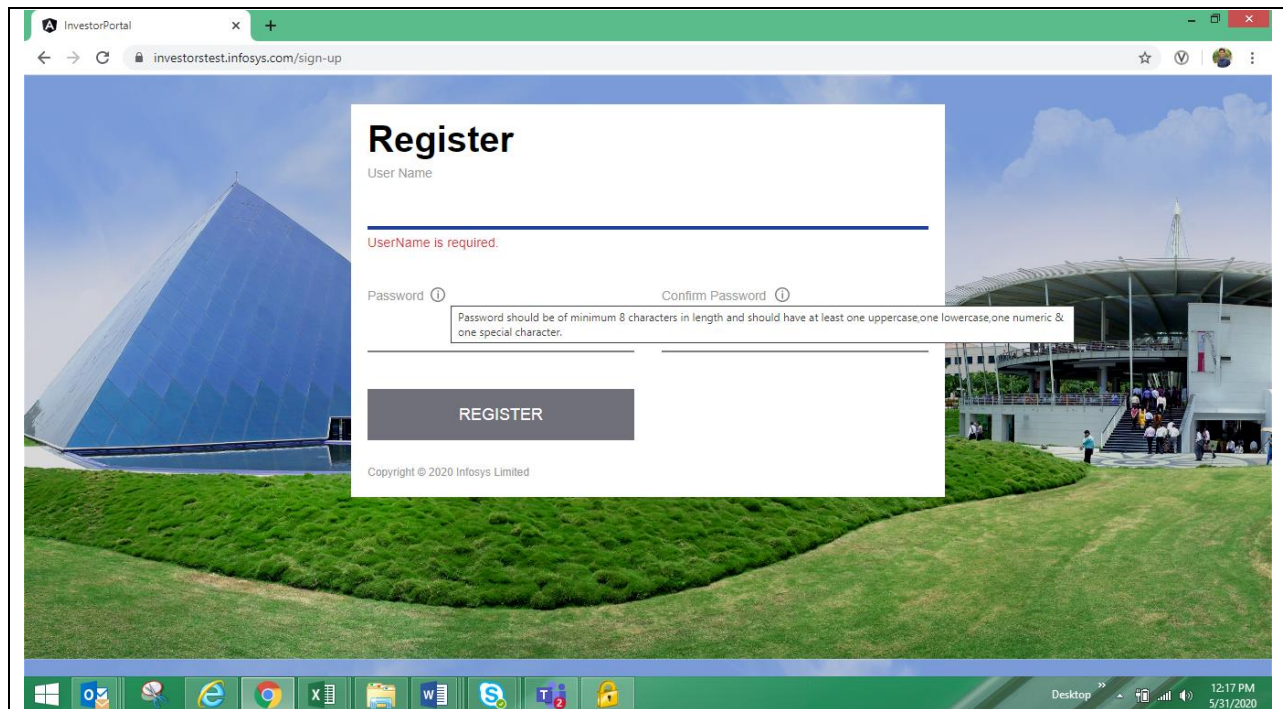 InvestorPortal
investorstest.infosys.com/sign-up
Register
User Name
UserName is required.
Password
Confirm Password
Password should be of minimum 8 characters in length and should have at least one uppercase,one lowercase,one numeric &
one special character.
REGISTER
Copyright © 2020 Infosys Limited
Desktop
12:17 PM
5/31/2020